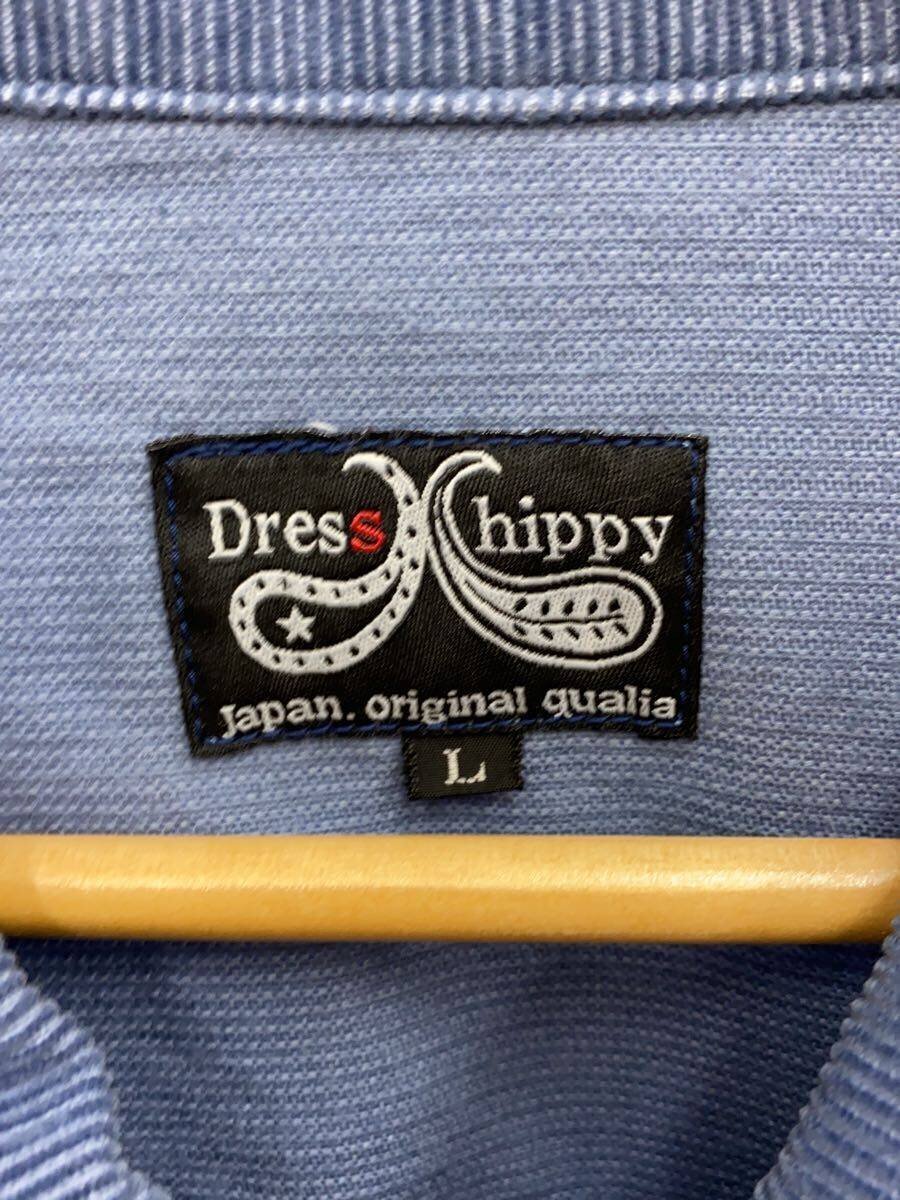 Dress hippy
Japan. original qualia
L